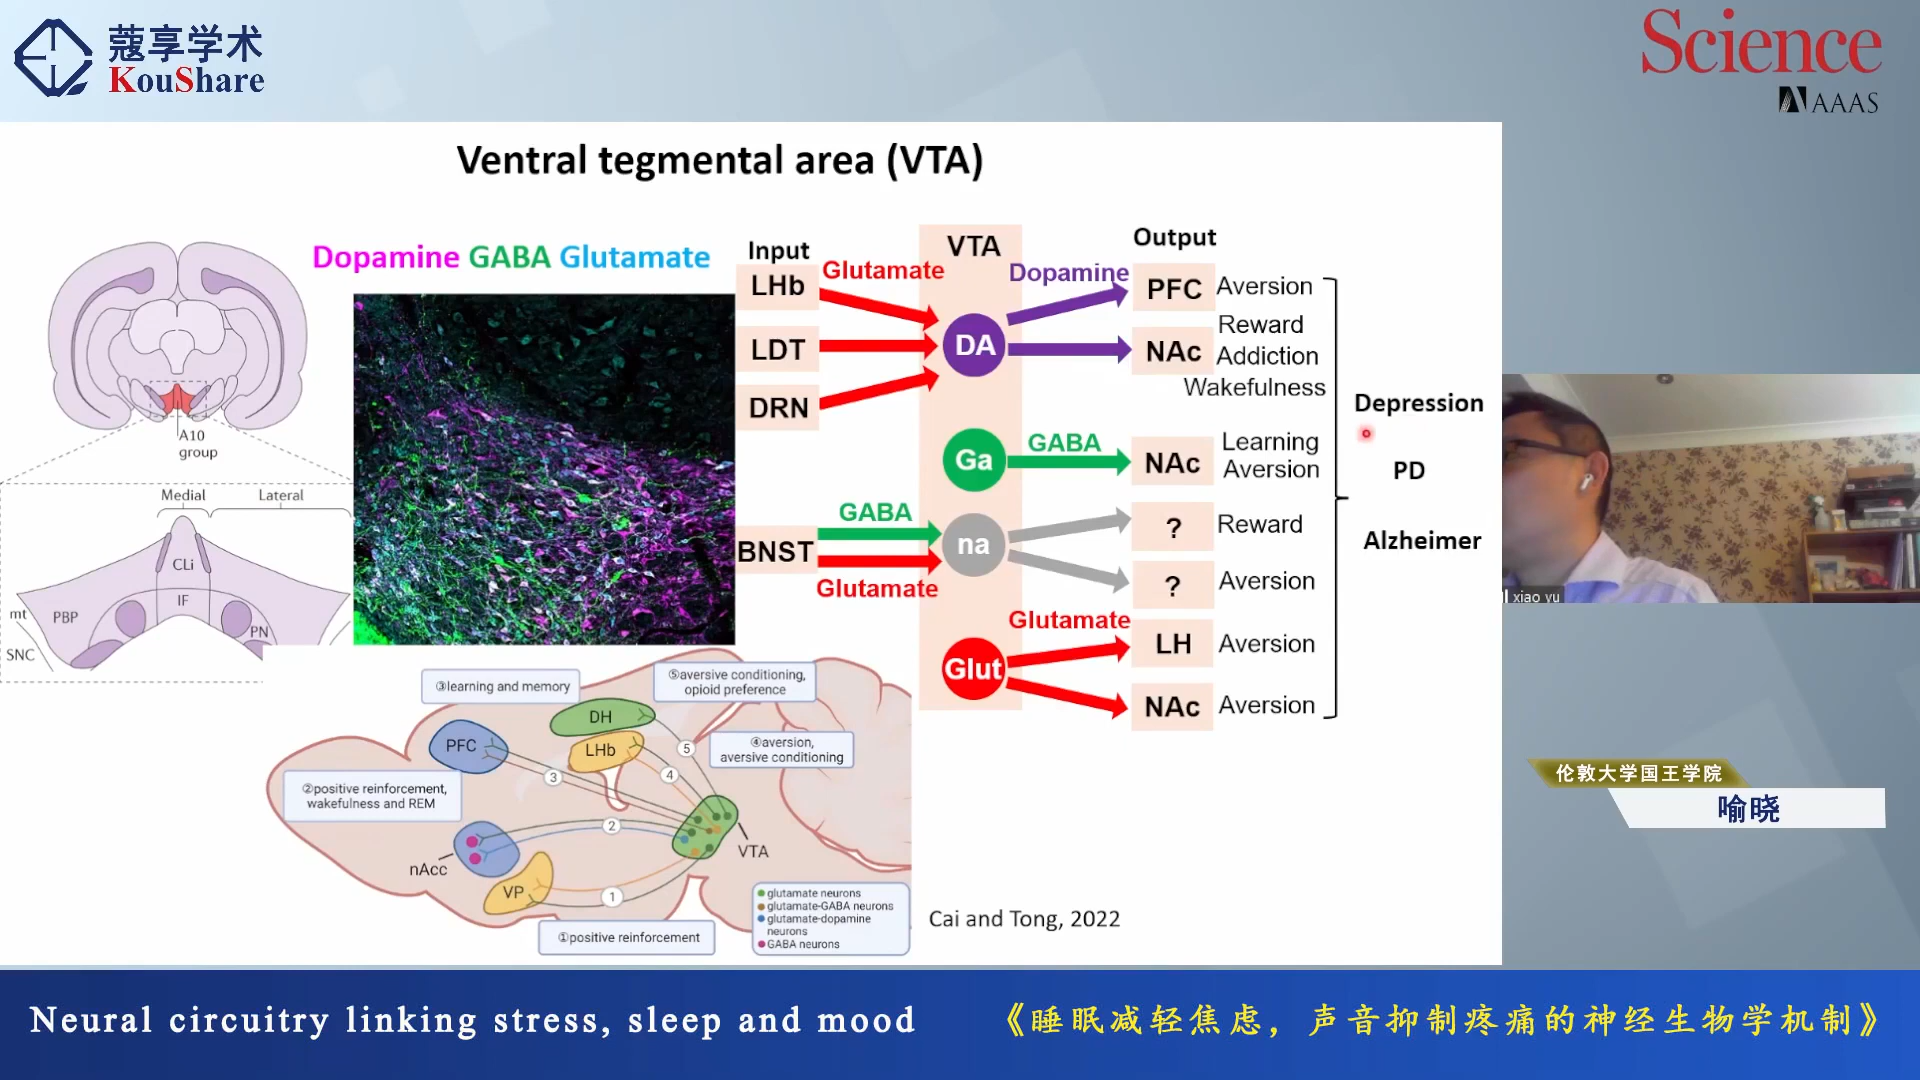 蔻享学术
KouShare
Science
AAAS
Ventral tegmental area (VTA)
Dopamine GABA Glutamate
A10
group
Medial
Lateral
CLi
IF
mt
PBP
PN
SNC
Input
VTA
Output
LHb
Glutamate
Dopamine
PFC
Aversion
LDT
DA
NAc
Reward
Addiction
Wakefulness
DRN
Ga
GABA
NAc
Learning
Aversion
BNST
GABA
Glutamate
na
?
Reward
?
Aversion
Glut
Glutamate
LH
Aversion
NAc
Aversion
Depression
PD
Alzheimer
③learning and memory
⑤aversive conditioning,
opioid preference
DH
LHb
PFC
④aversion,
aversive conditioning
②positive reinforcement,
wakefulness and REM
5
4
3
2
1
nAcc
VP
VTA
①positive reinforcement
glutamate neurons
glutamate-GABA neurons
glutamate-dopamine
neurons
GABA neurons
Cai and Tong, 2022
xiao yu
伦敦大学国王学院
喻晓
Neural circuitry linking stress, sleep and mood
《睡眠减轻焦虑，声音抑制疼痛的神经生物学机制》